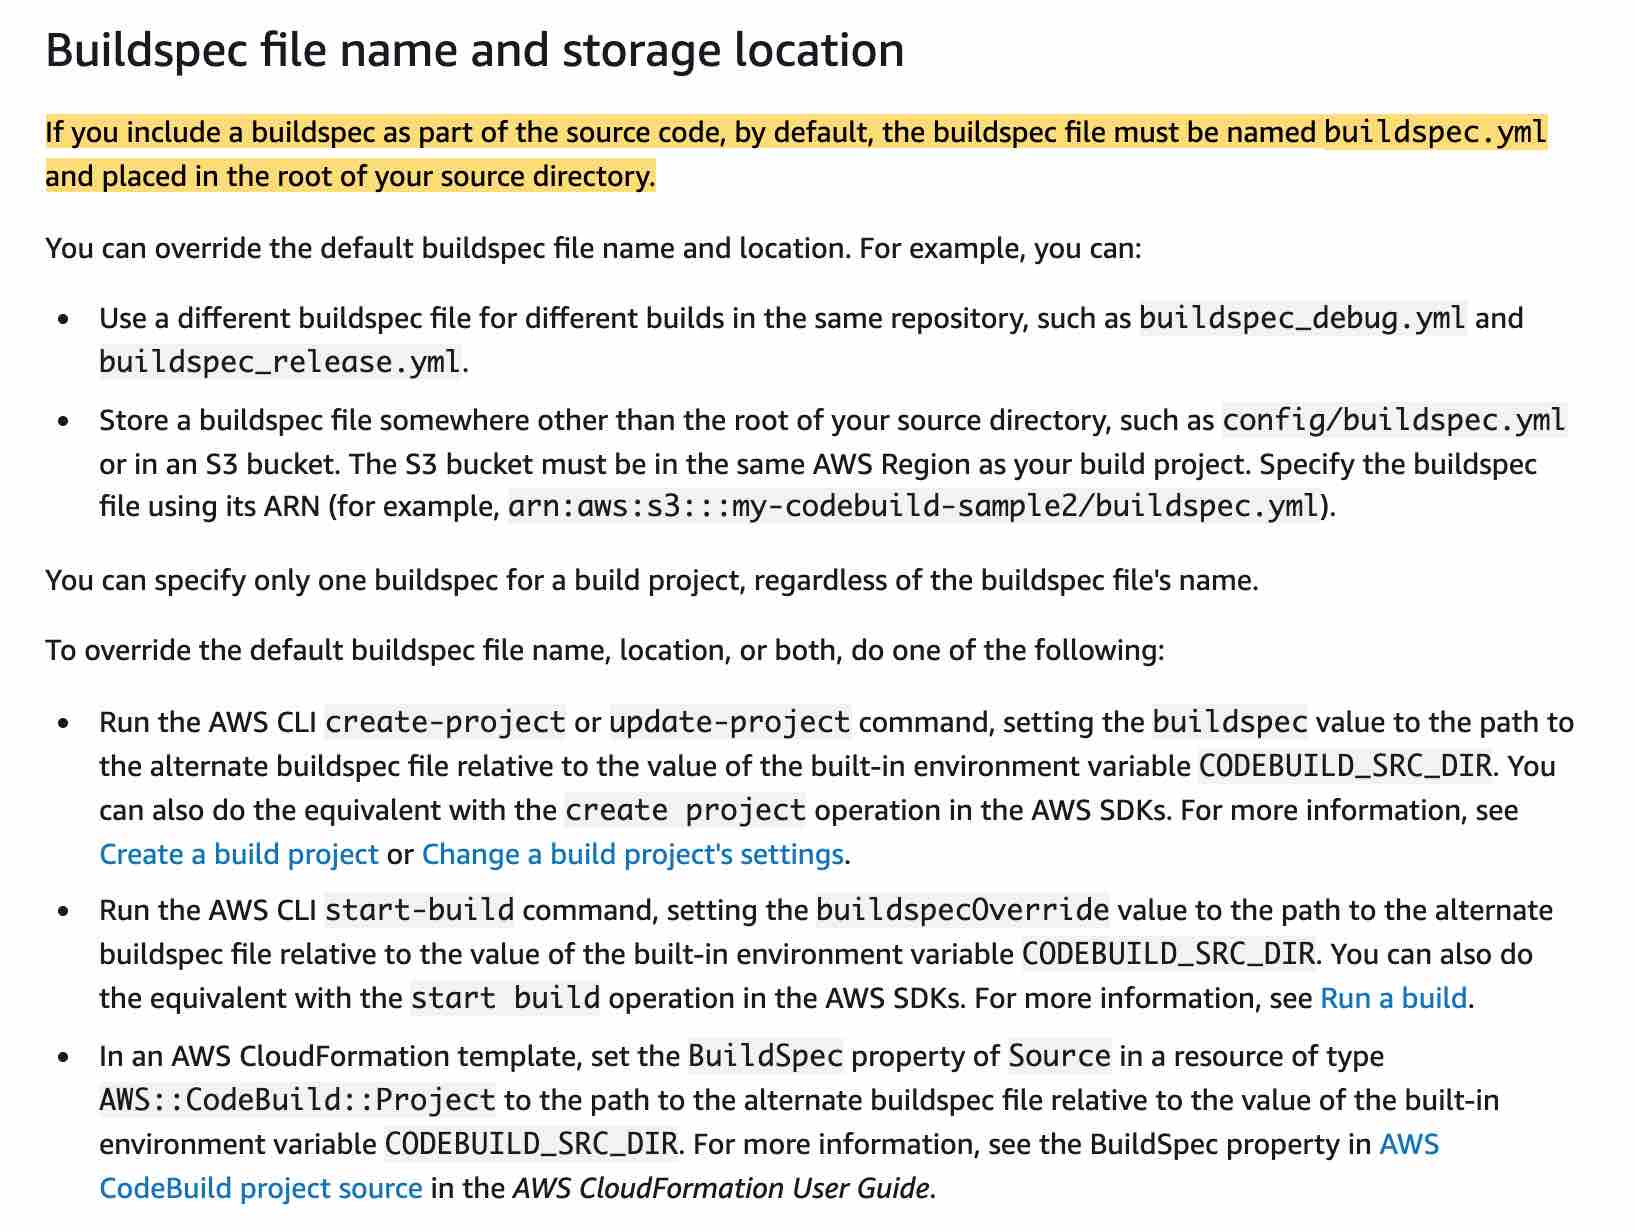 Buildspec file name and storage location
If you include a buildspec as part of the source code, by default, the buildspec file must be named buildspec.yml
and placed in the root of your source directory.
You can override the default buildspec file name and location. For example, you can:
• Use a different buildspec file for different builds in the same repository, such as buildspec_debug.yml and
buildspec_release.yml.
• Store a buildspec file somewhere other than the root of your source directory, such as config/buildspec.yml
or in an S3 bucket. The S3 bucket must be in the same AWS Region as your build project. Specify the buildspec
file using its ARN (for example, arn:aws:s3:::my-codebuild-sample2/buildspec.yml).
You can specify only one buildspec for a build project, regardless of the buildspec file's name.
To override the default buildspec file name, location, or both, do one of the following:
• Run the AWS CLI create-project or update-project command, setting the buildspec value to the path to
the alternate buildspec file relative to the value of the built-in environment variable CODEBUILD_SRC_DIR. You
can also do the equivalent with the create project operation in the AWS SDKs. For more information, see
Create a build project or Change a build project's settings.
• Run the AWS CLI start-build command, setting the buildspecOverride value to the path to the alternate
buildspec file relative to the value of the built-in environment variable CODEBUILD_SRC_DIR. You can also do
the equivalent with the start build operation in the AWS SDKs. For more information, see Run a build.
• In an AWS CloudFormation template, set the BuildSpec property of Source in a resource of type
AWS::CodeBuild::Project to the path to the alternate buildspec file relative to the value of the built-in
environment variable CODEBUILD_SRC_DIR. For more information, see the BuildSpec property in AWS
CodeBuild project source in the AWS CloudFormation User Guide.